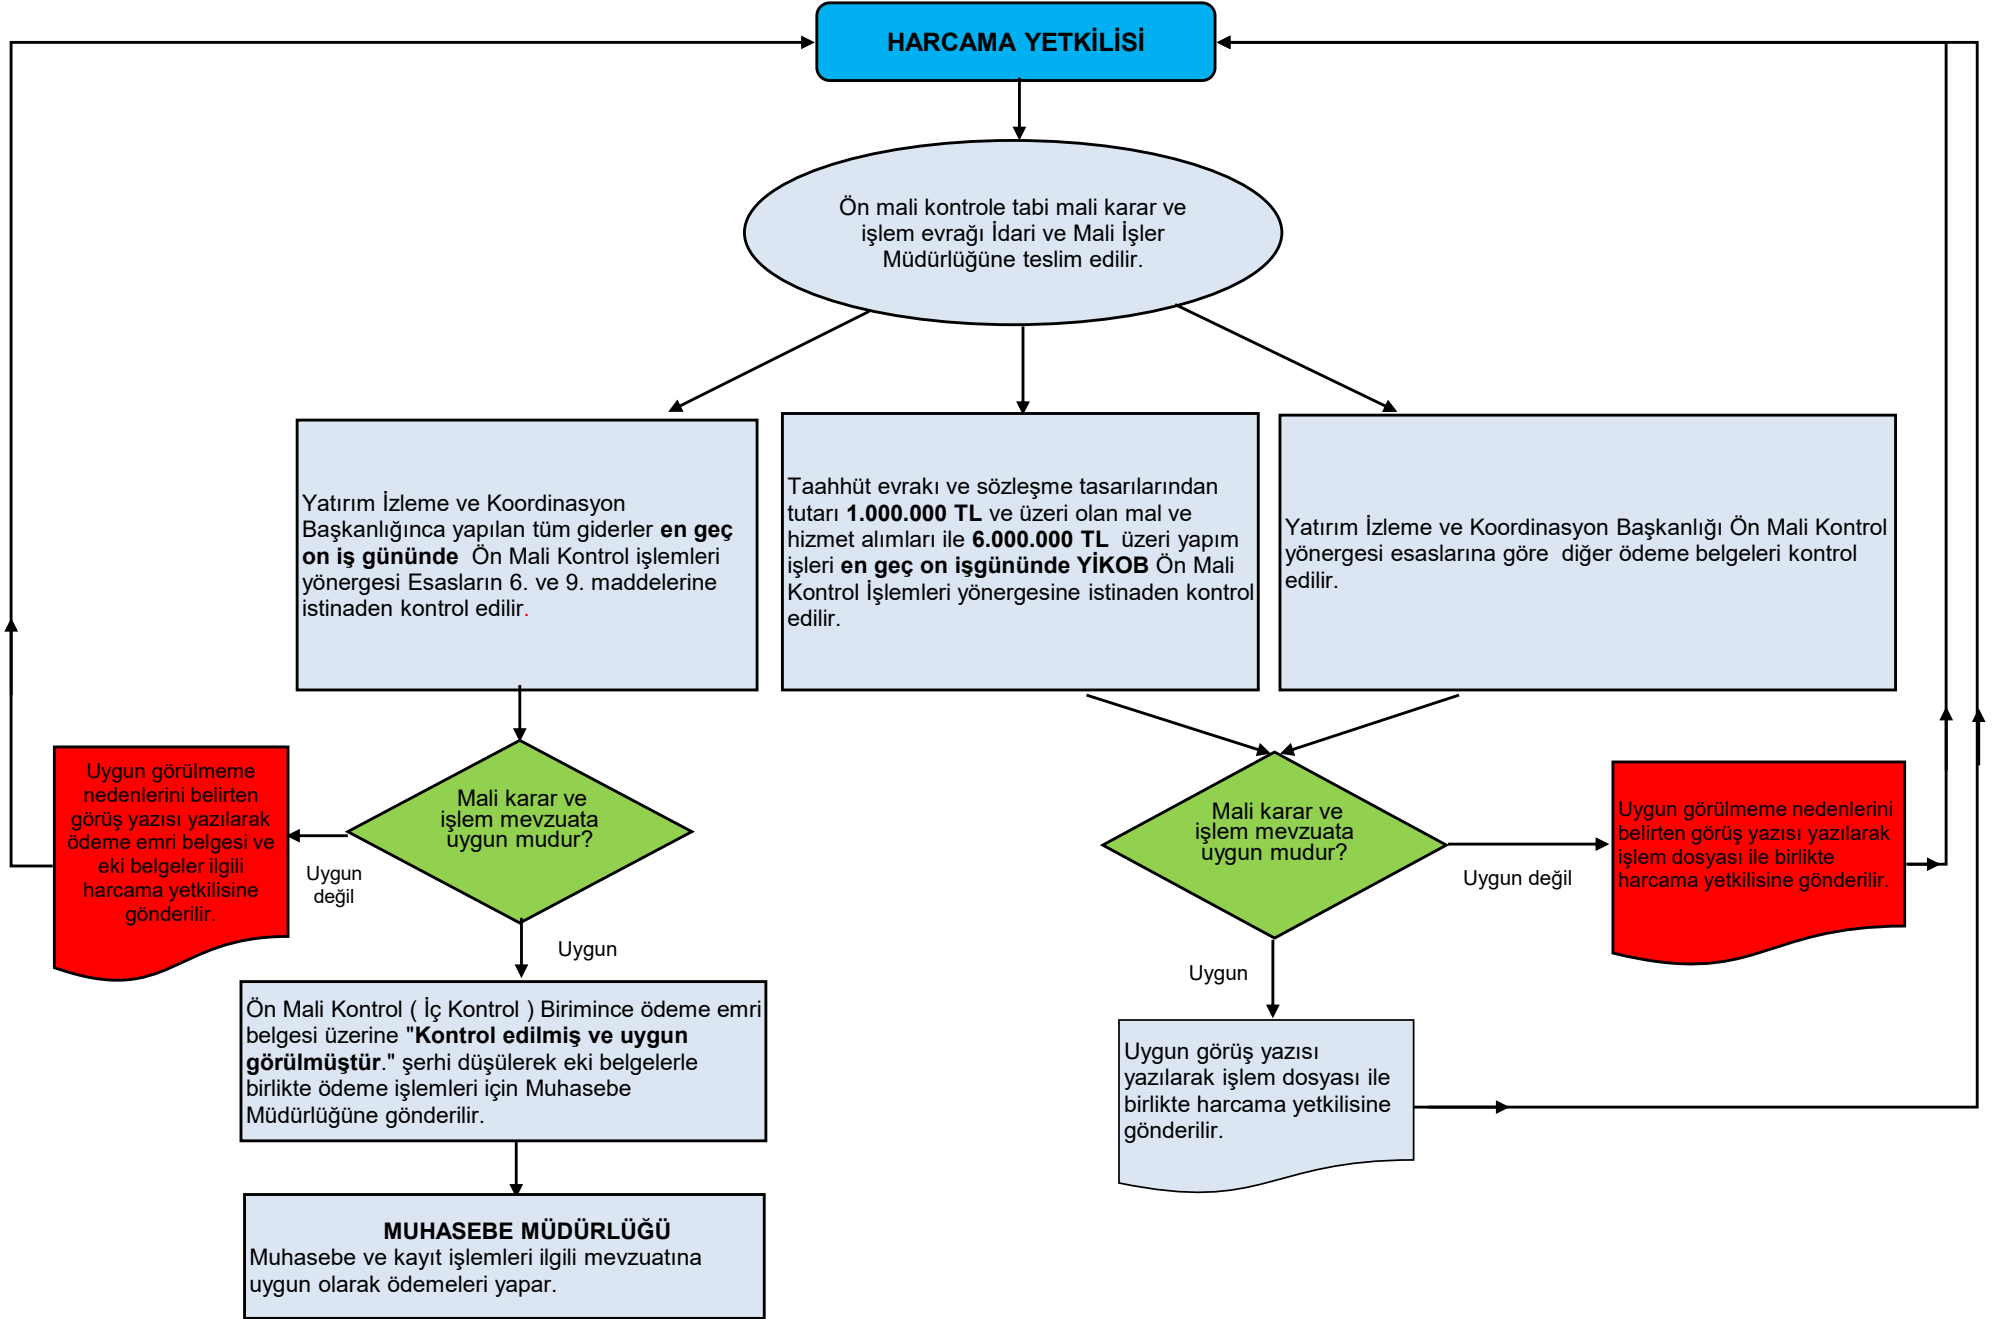 HARCAMA YETKİLİSİ
Ön mali kontrole tabi mali karar ve
işlem evrağı İdari ve Mali İşler
Müdürlüğüne teslim edilir.
Yatırım İzleme ve Koordinasyon
Başkanlığınca yapılan tüm giderler en geç
on iş gününde Ön Mali Kontrol işlemleri
yönergesi Esasların 6. ve 9. maddelerine
istinaden kontrol edilir.
Taahhüt evrakı ve sözleşme tasarılarından
tutarı 1.000.000 TL ve üzeri olan mal ve
hizmet alımları ile 6.000.000 TL üzeri yapım
işleri en geç on işgününde YİKOB Ön Mali
Kontrol İşlemleri yönergesine istinaden kontrol
edilir.
Yatırım İzleme ve Koordinasyon Başkanlığı Ön Mali Kontrol
yönergesi esaslarına göre diğer ödeme belgeleri kontrol
edilir.
Uygun görülmeme
nedenlerini belirten
görüş yazısı yazılarak
ödeme emri belgesi ve
eki belgeler ilgili
harcama yetkilisine
gönderilir.
Uygun
değil
Mali karar ve
işlem mevzuata
uygun mudur?
Uygun
Mali karar ve
işlem mevzuata
uygun mudur?
Uygun değil
Uygun görülmeme nedenlerini
belirten görüş yazısı yazılarak
işlem dosyası ile birlikte
harcama yetkilisine gönderilir.
Uygun
Ön Mali Kontrol ( İç Kontrol ) Birimince ödeme emri
belgesi üzerine "Kontrol edilmiş ve uygun
görülmüştür." şerhi düşülerek eki belgelerle
birlikte ödeme işlemleri için Muhasebe
Müdürlüğüne gönderilir.
Uygun görüş yazısı
yazılarak işlem dosyası ile
birlikte harcama yetkilisine
gönderilir.
MUHASEBE MÜDÜRLÜĞÜ
Muhasebe ve kayıt işlemleri ilgili mevzuatına
uygun olarak ödemeleri yapar.